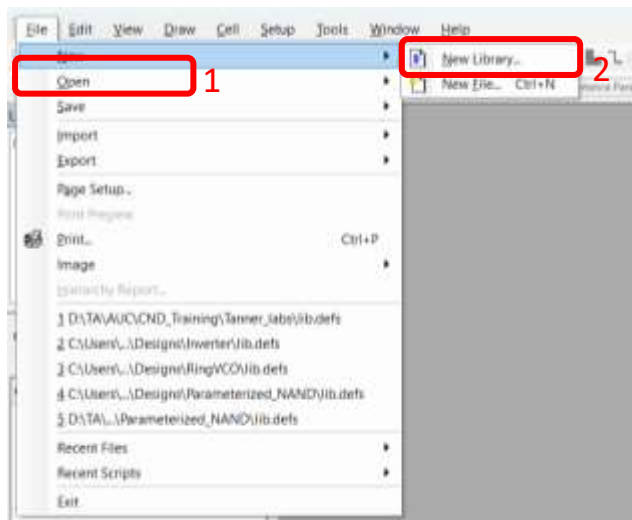 File Edit View Draw Cell Setup Tools Window Help
New
New Library...
2
Open
1
New File... Ctrl+N
Save
Import
Export
Page Setup...
Print Preview
Print... Ctrl+P
Image
Hierarchy Report...
1 D:\TA\AUC\CND_Training\Tanner_labs\lib.defs
2 C:\Users\...\Designs\Inverter\lib.defs
3 C:\Users\...\Designs\RingVCO\lib.defs
4 C:\Users\...\Designs\Parameterized_NAND\lib.defs
5 D:\TA\...\Parameterized_NAND\lib.defs
Recent Files
Recent Scripts
Exit